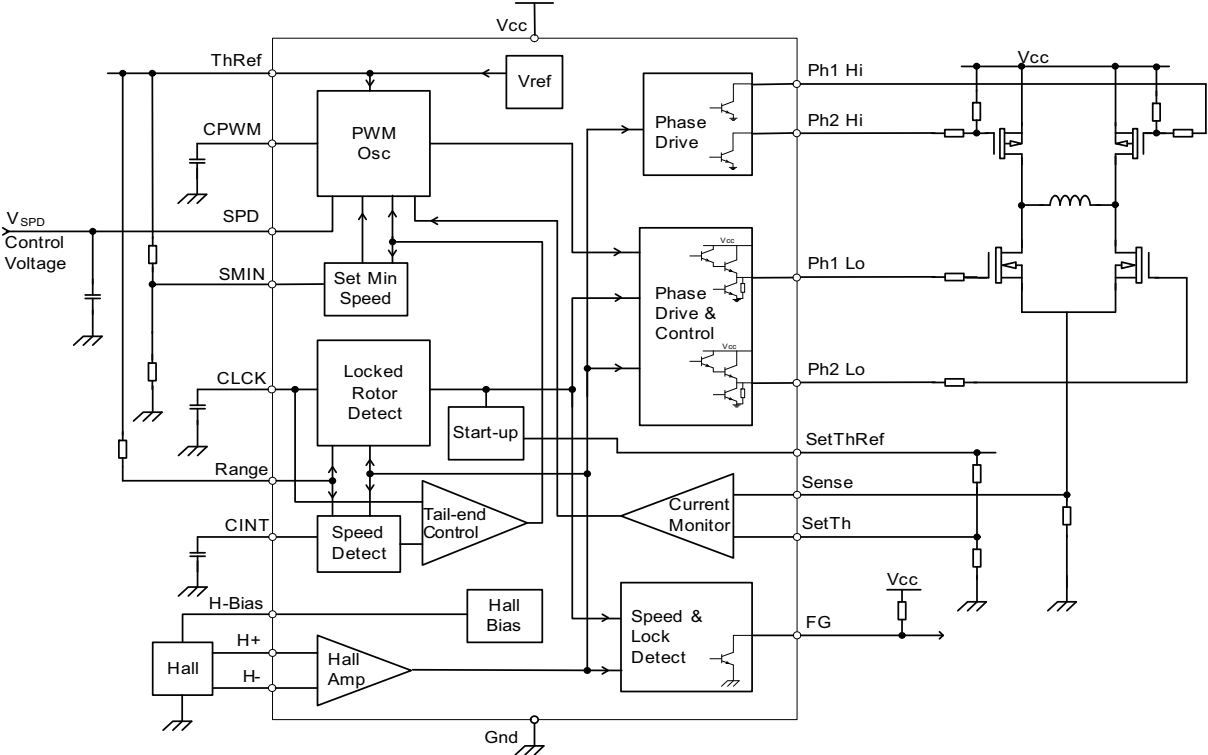 Vcc
ThRef
Vref
Ph1 Hi
Vcc
CPWM
PWM
Osc
Phase
Drive
Ph2 Hi
VSPD
Control
Voltage
SPD
SMIN
Set Min
Speed
Vcc
Phase
Drive &
Control
Vcc
Ph1 Lo
Ph2 Lo
CLCK
Locked
Rotor
Detect
Start-up
SetThRef
Range
Sense
CINT
Speed
Detect
Tail-end
Control
Current
Monitor
SetTh
H-Bias
Hall
Bias
Vcc
Speed &
Lock
Detect
FG
H+
Hall
H-
Hall
Amp
Gnd